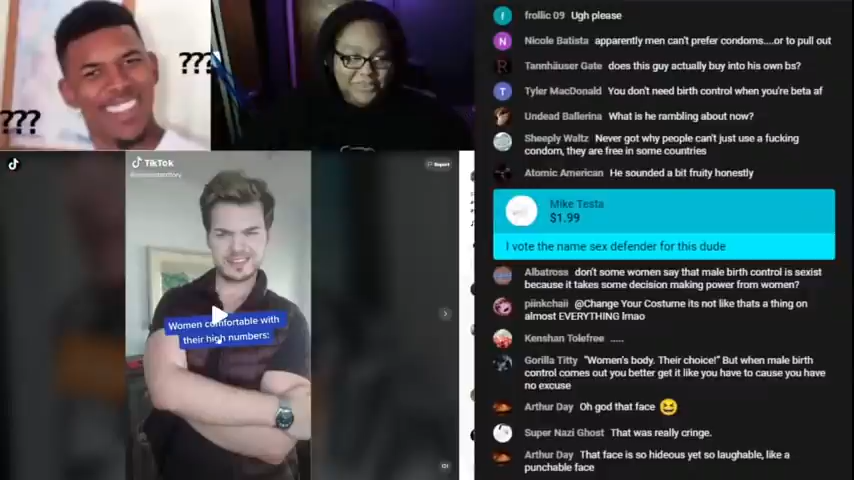 ???
???
TikTok
Report
Women comfortable with
their high numbers:
frollic 09 Ugh please
Nicole Batista apparently men can't prefer condoms....or to pull out
Tannhäuser Gate does this guy actually buy into his own bs?
Tyler MacDonald You don't need birth control when you're beta af
Undead Ballerina What is he rambling about now?
Sheeply Waltz Never got why people can't just use a fucking
condom, they are free in some countries
Atomic American He sounded a bit fruity honestly
Mike Testa
$1.99
I vote the name sex defender for this dude
Albatross don't some women say that male birth control is sexist
because it takes some decision making power from women?
piinkchaii @Change Your Costume its not like thats a thing on
almost EVERYTHING lmao
Kenshan Tolefree .....
Gorilla Titty "Women's body. Their choice!" But when male birth
control comes out you better get it like you have to cause you have
no excuse
Arthur Day Oh god that face
Super Nazi Ghost That was really cringe.
Arthur Day That face is so hideous yet so laughable, like a
punchable face